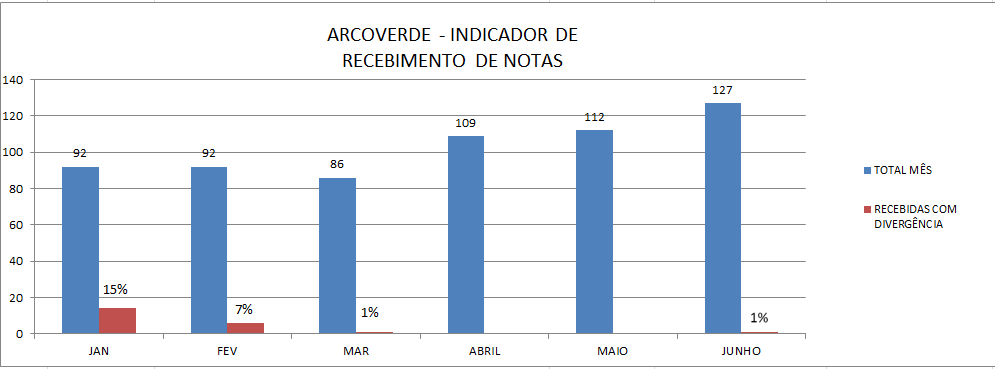 ARCOVERDE - INDICADOR DE
RECEBIMENTO DE NOTAS
140
120
100
80
60
40
20
0
92
92
86
109
112
127
15%
7%
1%
1%
JAN
FEV
MAR
ABRIL
MAIO
JUNHO
TOTAL MÊS
RECEBIDAS COM
DIVERGÊNCIA